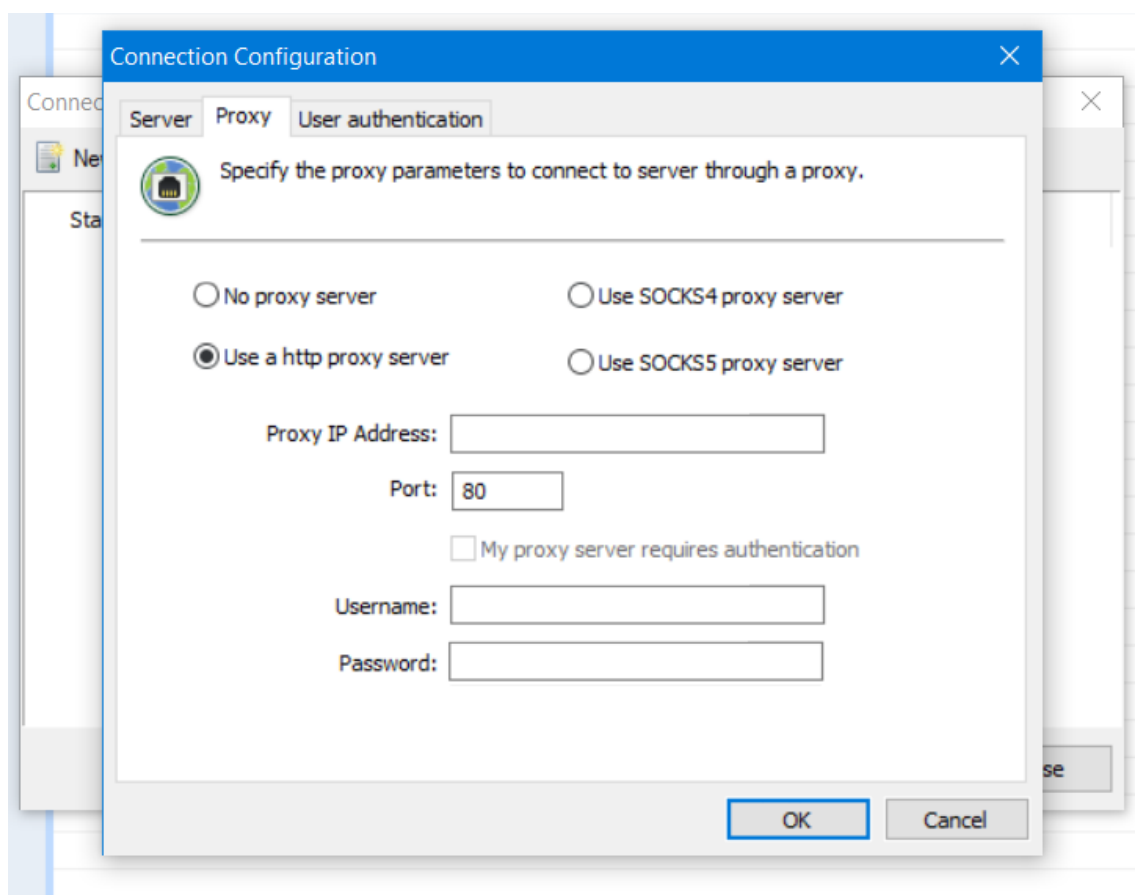 Connection Configuration
Server
Proxy
User authentication
Specify the proxy parameters to connect to server through a proxy.
No proxy server
Use SOCKS4 proxy server
Use a http proxy server
Use SOCKS5 proxy server
Proxy IP Address:
Port: 80
My proxy server requires authentication
Username:
Password:
OK
Cancel